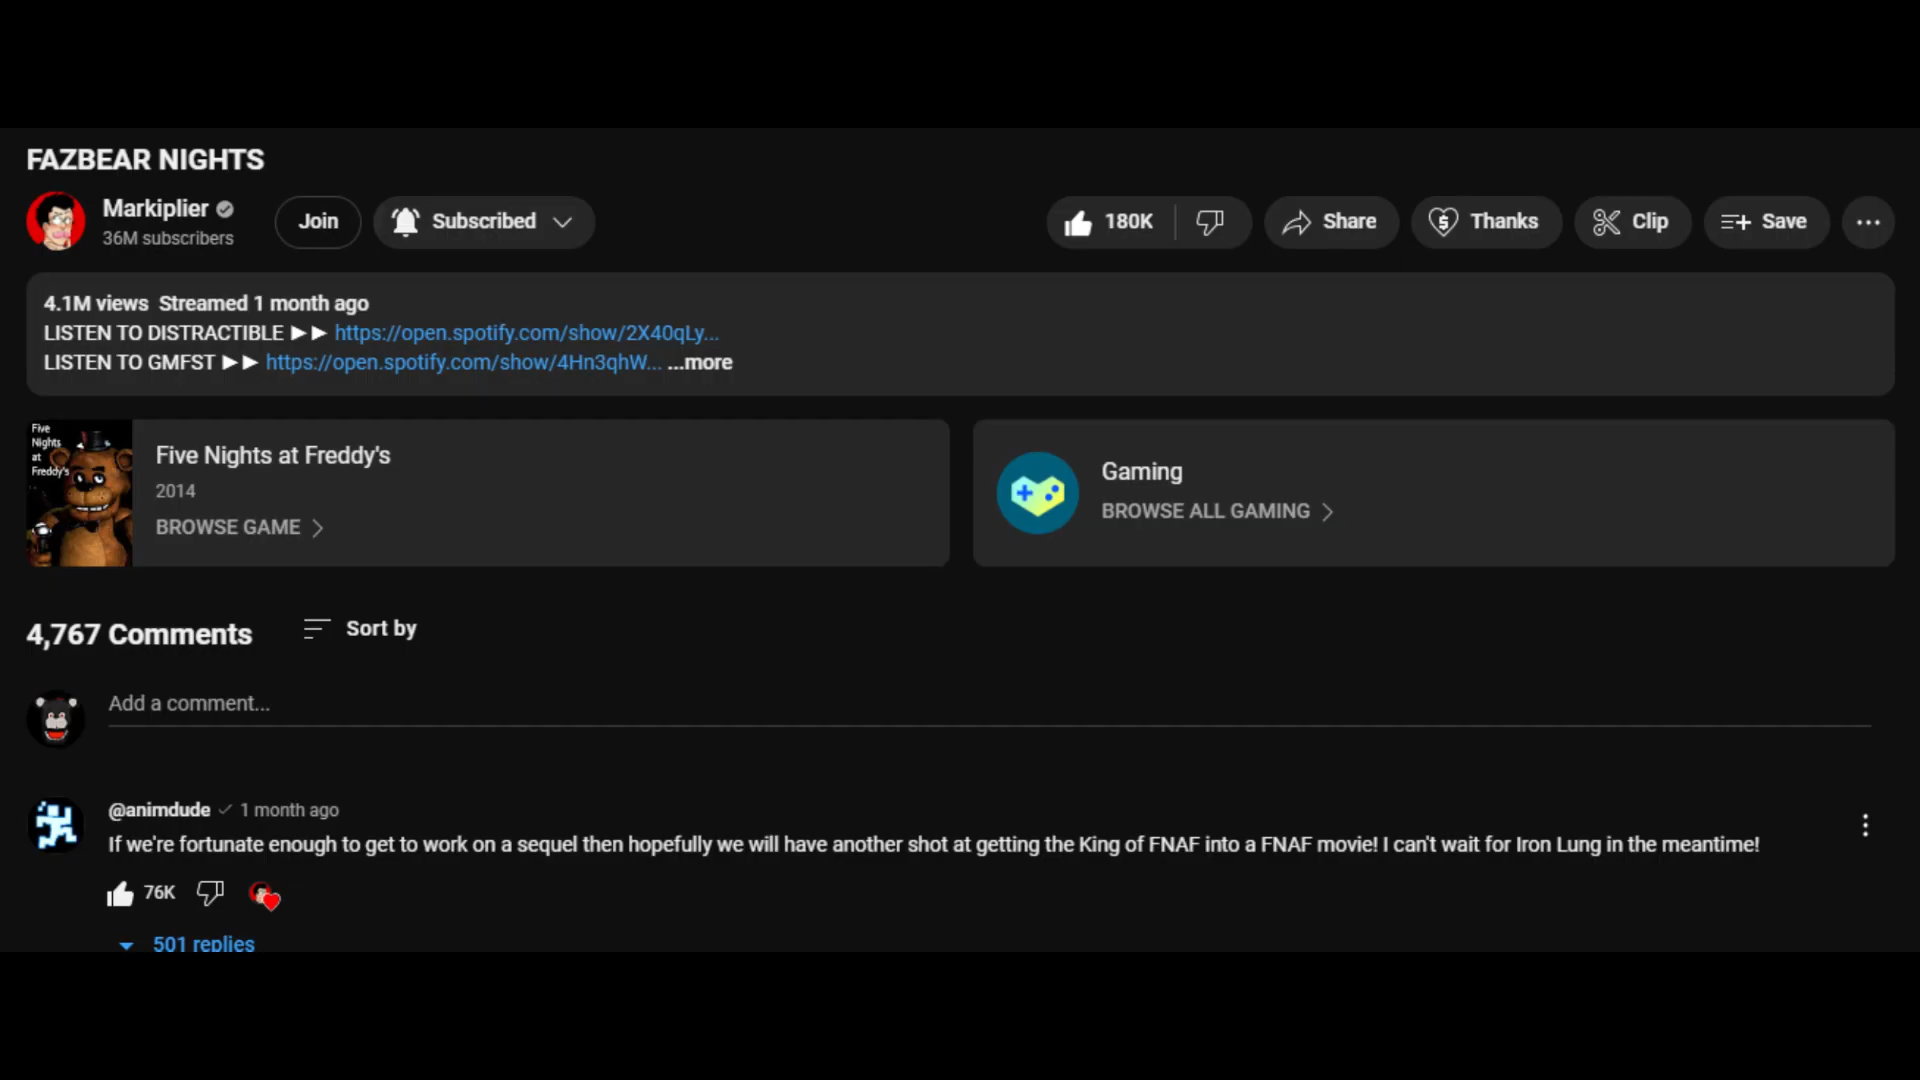 FAZBEAR NIGHTS
Markiplier
36M subscribers
Join
Subscribed
180K
Share
Thanks
Clip
Save
4.1M views Streamed 1 month ago
LISTEN TO DISTRACTIBLE ►► https://open.spotify.com/show/2X40qLy...
LISTEN TO GMFST ►► https://open.spotify.com/show/4Hn3qhW... ...more
Five
Nights
at
Freddy's
Five Nights at Freddy's
2014
BROWSE GAME
Gaming
BROWSE ALL GAMING
4,767 Comments
Sort by
Add a comment...
@animdude 1 month ago
If we're fortunate enough to get to work on a sequel then hopefully we will have another shot at getting the King of FNAF into a FNAF movie! I can't wait for Iron Lung in the meantime!
76K
501 replies